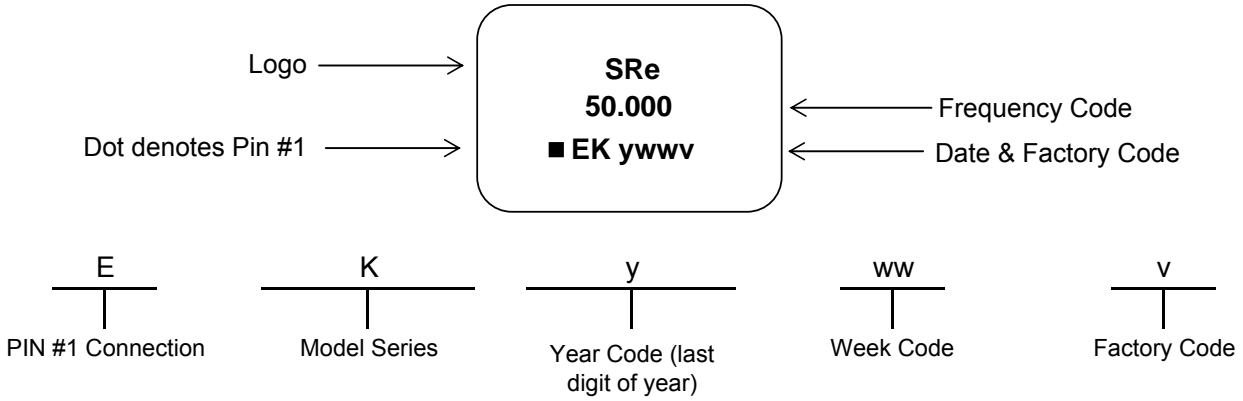 Logo
SRe
50.000
Frequency Code
Dot denotes Pin #1
■ EK ywwv
Date & Factory Code
E
K
y
ww
v
PIN #1 Connection
Model Series
Year Code (last
digit of year)
Week Code
Factory Code